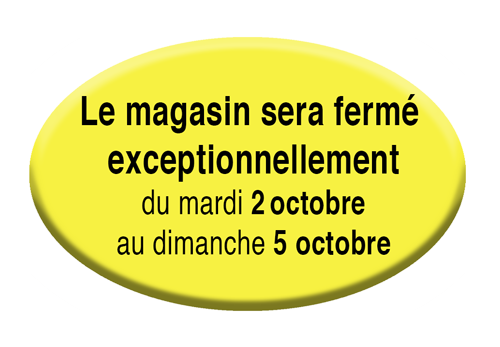 Le magasin sera fermé
exceptionnellement
du mardi 2 octobre
au dimanche 5 octobre